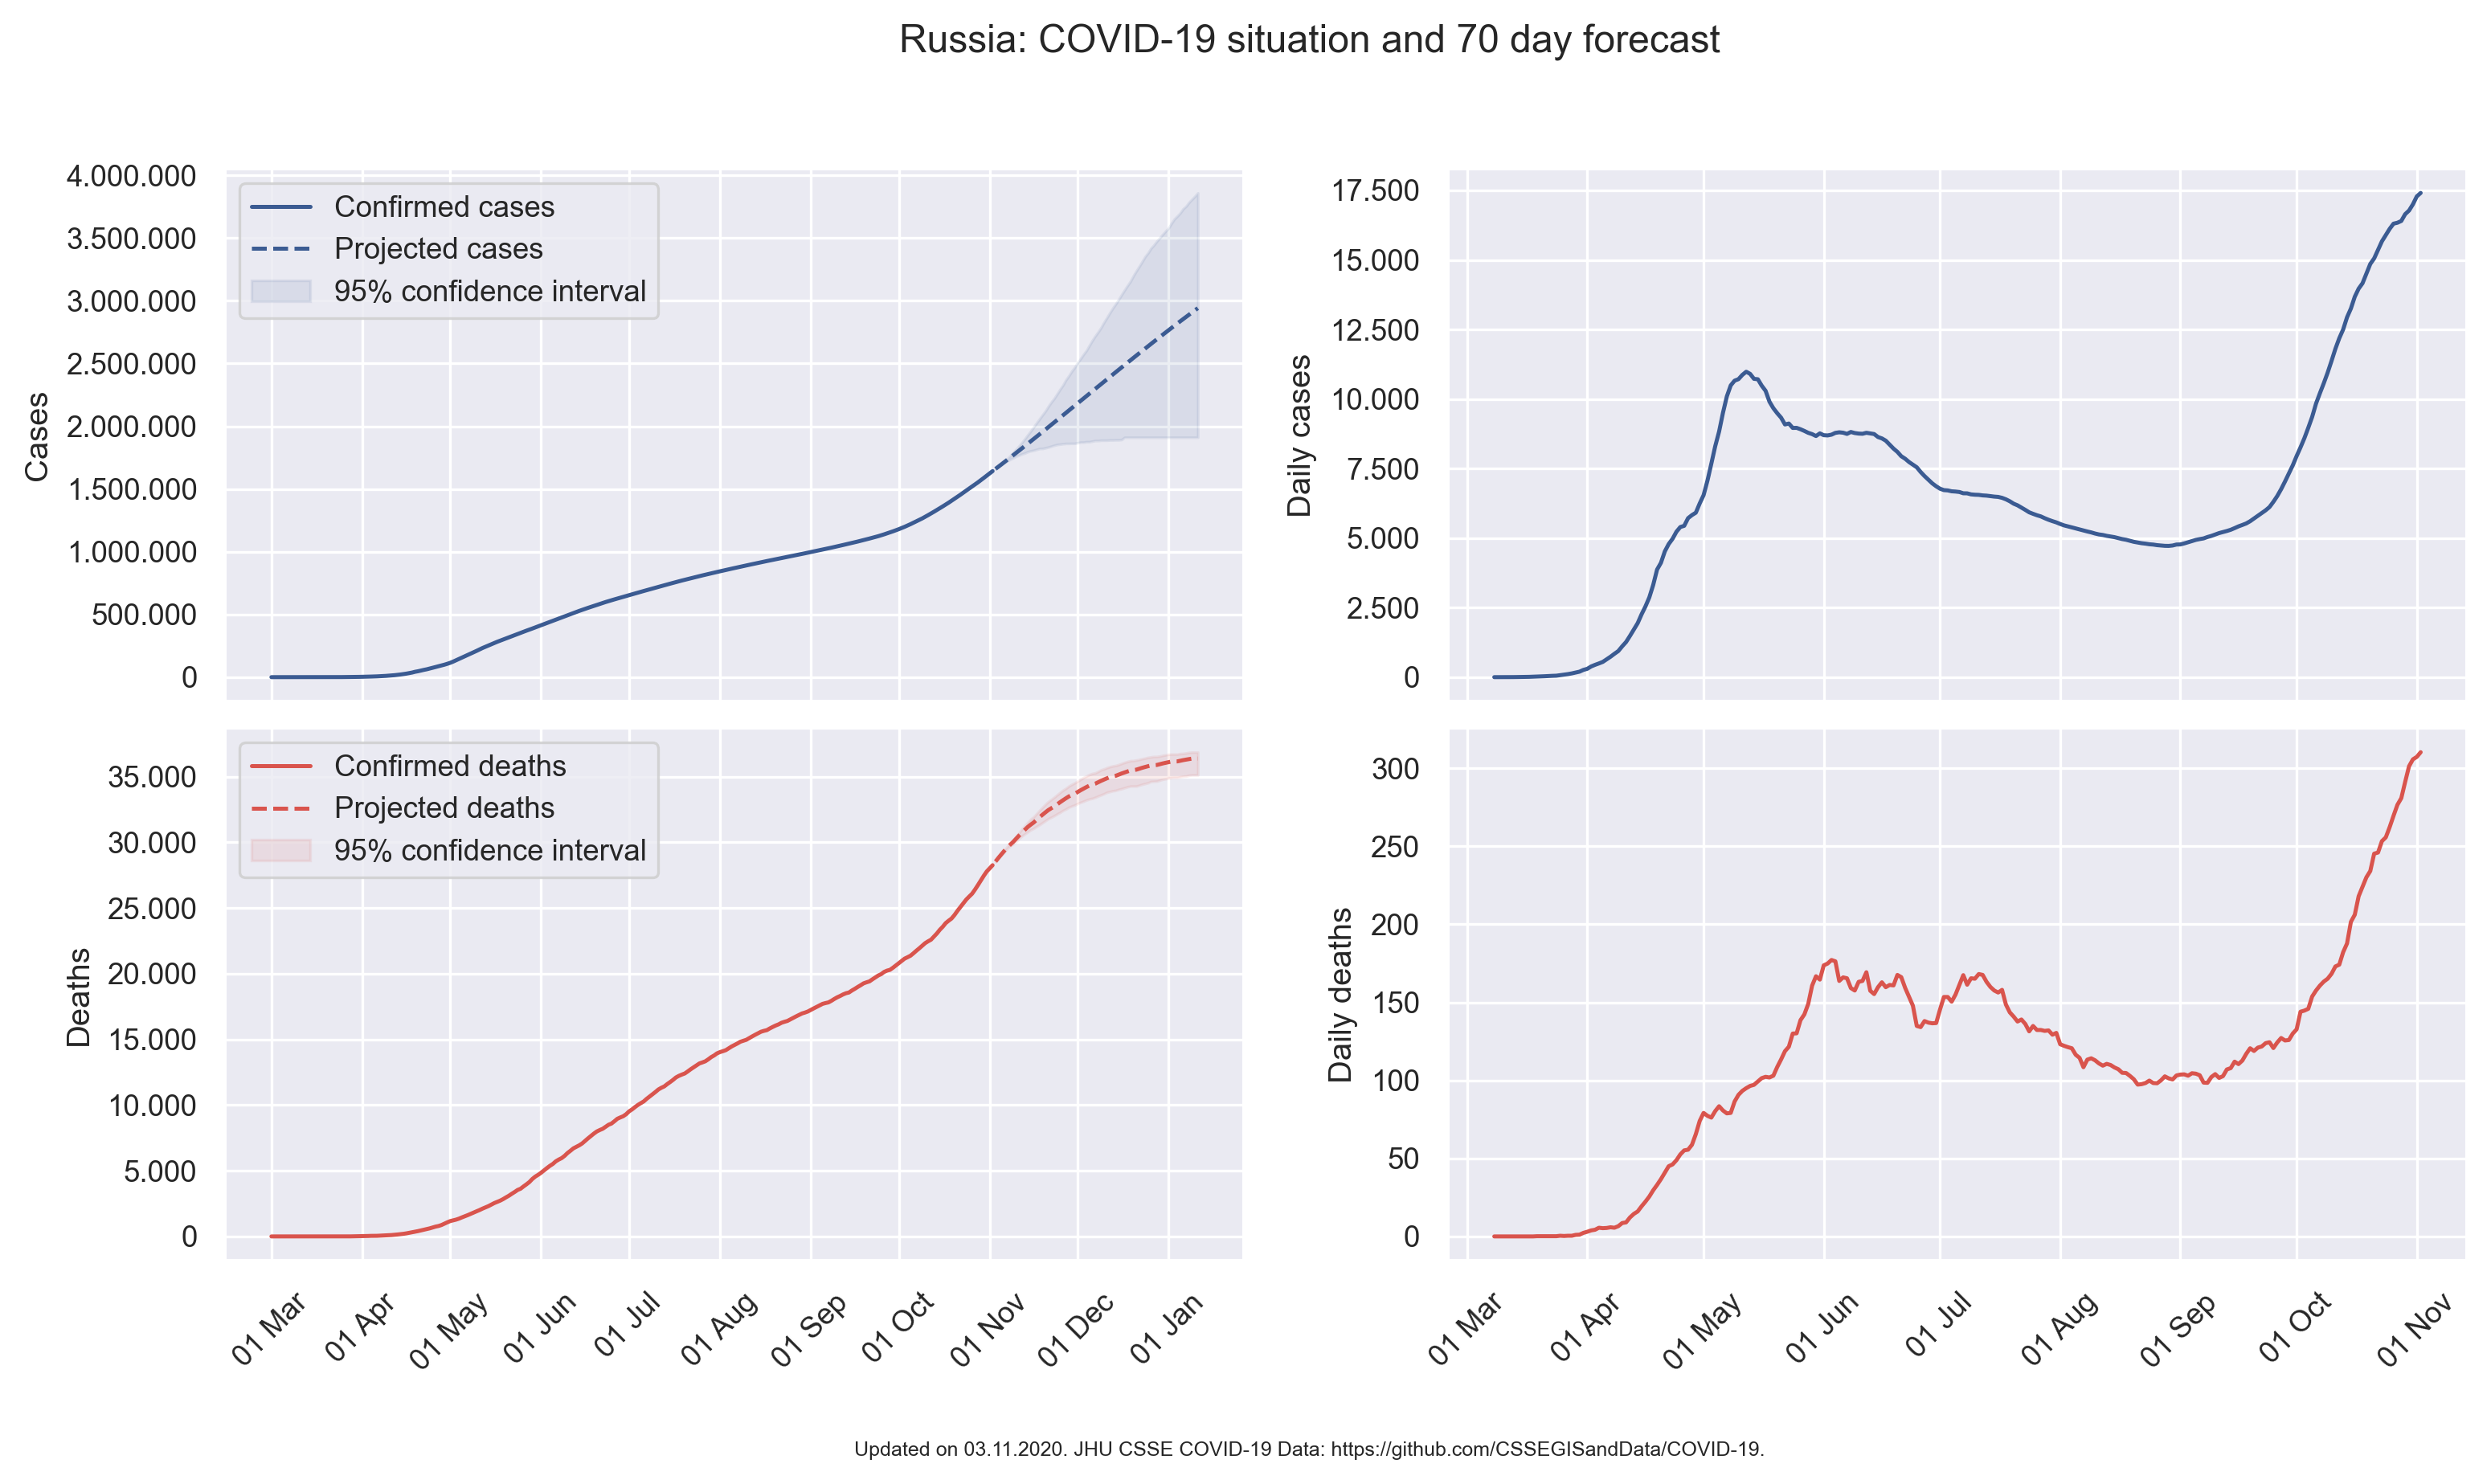 Russia: COVID-19 situation and 70 day forecast
Cases
4.000.000
3.500.000
3.000.000
2.500.000
2.000.000
1.500.000
1.000.000
500.000
0
Confirmed cases
Projected cases
95% confidence interval
Daily cases
17.500
15.000
12.500
10.000
7.500
5.000
2.500
0
Deaths
35.000
30.000
25.000
20.000
15.000
10.000
5.000
0
Confirmed deaths
Projected deaths
95% confidence interval
01 Mar
01 Apr
01 May
01 Jun
01 Jul
01 Aug
01 Sep
01 Oct
01 Nov
01 Dec
01 Jan
Daily deaths
300
250
200
150
100
50
0
01 Mar
01 Apr
01 May
01 Jun
01 Jul
01 Aug
01 Sep
01 Oct
01 Nov
Updated on 03.11.2020. JHU CSSE COVID-19 Data: https://github.com/CSSEGISandData/COVID-19.